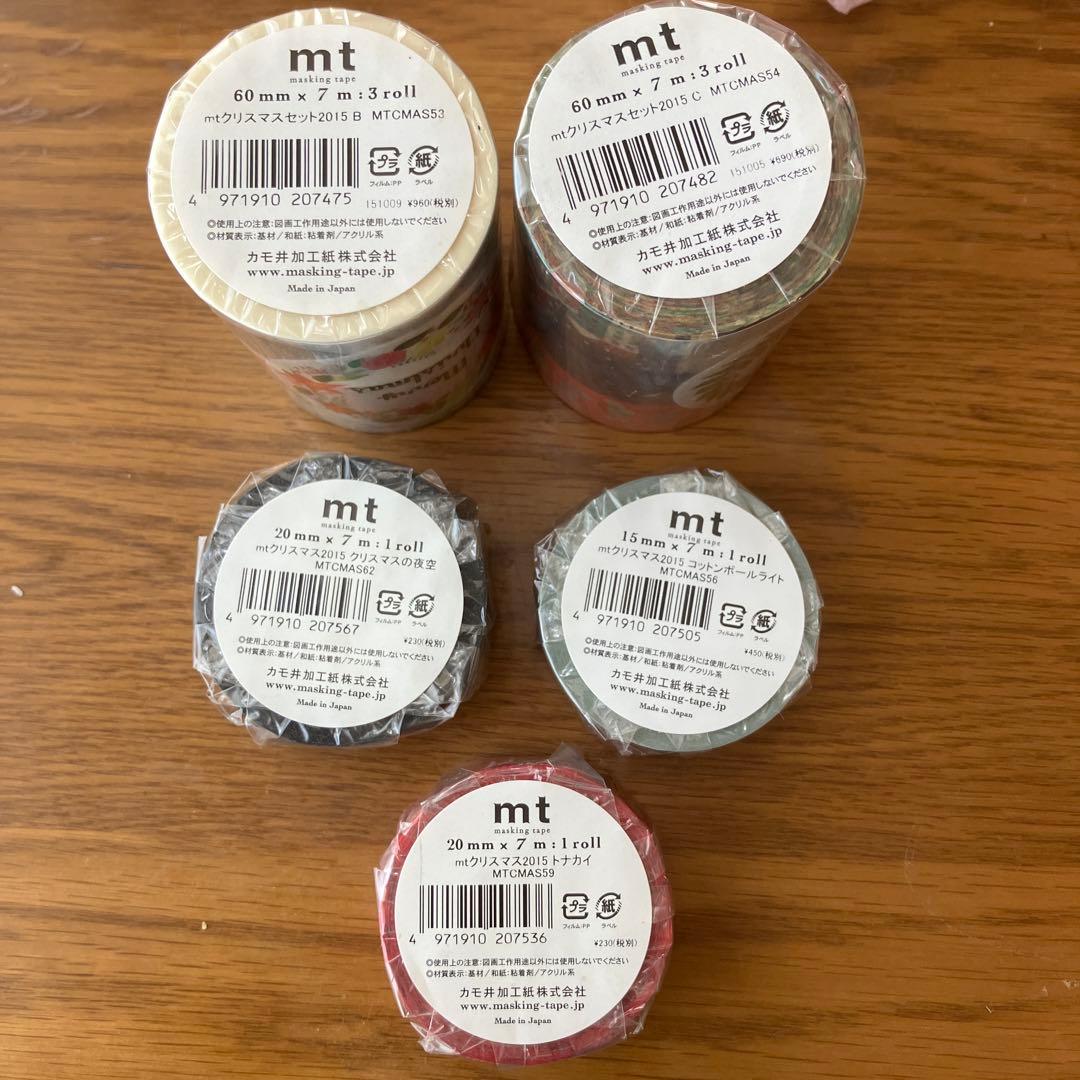 mt
masking tape
60mm × 7 m : 3roll
mtクリスマスセット2015 B MTCMAS53
プラ 紙
フィルム:PP ラベル
4 971910 207475
151009 ¥960(税別)
◎使用上の注意:図画工作用途以外には使用しないでください
◎材質表示:基材/和紙:粘着剤/アクリル系
カモ井加工紙株式会社
www.masking-tape.jp
Made in Japan
Merry
Christmas
mt
masking tape
60mm × 7 m : 3roll
mtクリスマスセット2015 C MTCMAS54
プラ 紙
フィルム:PP ラベル
4 971910 207482
151005 ¥690(税別)
◎使用上の注意:図画工作用途以外には使用しないでください
◎材質表示:基材/和紙:粘着剤/アクリル系
カモ井加工紙株式会社
www.masking-tape.jp
Made in Japan
mt
masking tape
20mm × 7 m : 1roll
mtクリスマス2015 クリスマスの夜空
MTCMAS62
プラ 紙
フィルム:PP ラベル
4 971910 207567
¥230(税別)
◎使用上の注意:図画工作用途以外には使用しないでください
◎材質表示:基材/和紙:粘着剤/アクリル系
カモ井加工紙株式会社
www.masking-tape.jp
Made in Japan
mt
masking tape
15mm × 7 m : 1roll
mtクリスマス2015 コットンボールライト
MTCMAS56
プラ 紙
フィルム:PP ラベル
4 971910 207505
¥450(税別)
◎使用上の注意:図画工作用途以外には使用しないでください
◎材質表示:基材/和紙:粘着剤/アクリル系
カモ井加工紙株式会社
www.masking-tape.jp
Made in Japan
mt
masking tape
20mm × 7 m : 1roll
mtクリスマス2015 トナカイ
MTCMAS59
プラ 紙
フィルム:PP ラベル
4 971910 207536
¥230(税別)
◎使用上の注意:図画工作用途以外には使用しないでください
◎材質表示:基材/和紙:粘着剤/アクリル系
カモ井加工紙株式会社
www.masking-tape.jp
Made in Japan